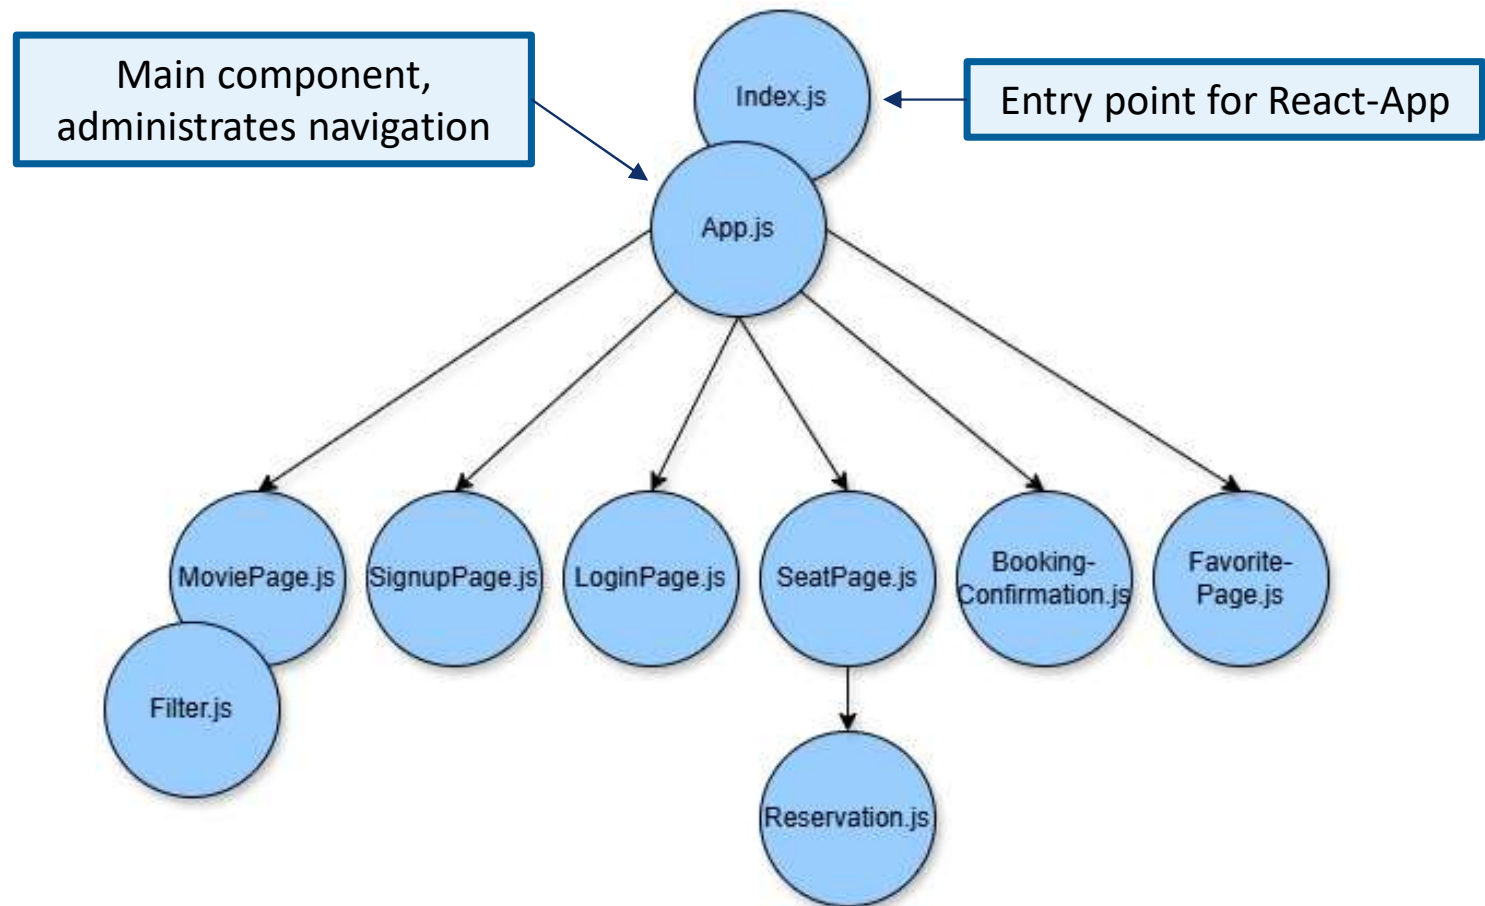 Main component,
administrates navigation
Index.js
Entry point for React-App
App.js
MoviePage.js
SignupPage.js
LoginPage.js
SeatPage.js
Booking-
Confirmation.js
Favorite-
Page.js
Filter.js
Reservation.js